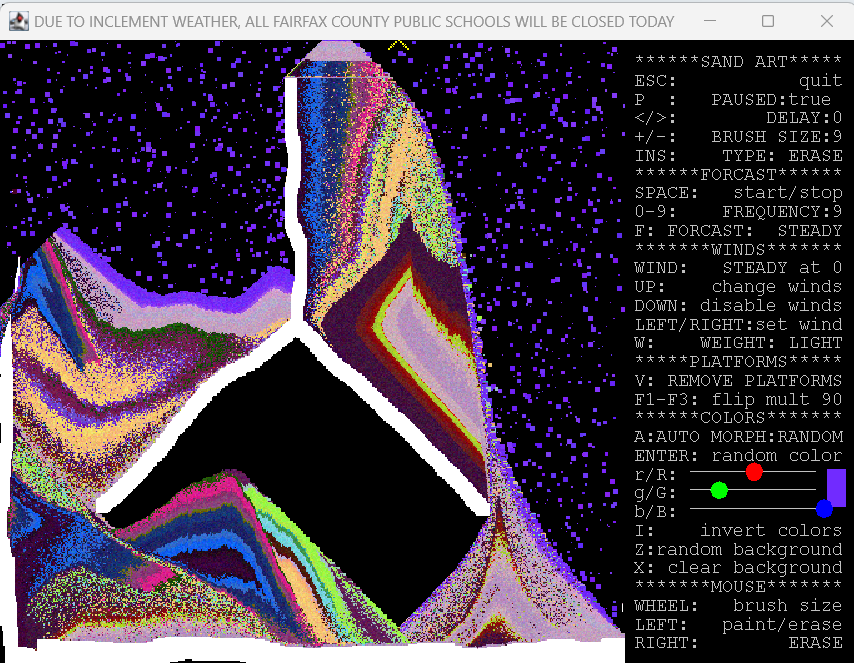 DUE TO INCLEMENT WEATHER, ALL FAIRFAX COUNTY PUBLIC SCHOOLS WILL BE CLOSED TODAY
******SAND ART*****
ESC: quit
P : PAUSED:true
</>: DELAY:0
+/-: BRUSH SIZE:9
INS: TYPE: ERASE
******FORCAST******
SPACE: start/stop
0-9: FREQUENCY:9
F: FORCAST: STEADY
*******WINDS*******
WIND: STEADY at 0
UP: change winds
DOWN: disable winds
LEFT/RIGHT:set wind
W: WEIGHT: LIGHT
*****PLATFORMS*****
V: REMOVE PLATFORMS
F1-F3: flip mult 90
******COLORS*******
A:AUTO MORPH:RANDOM
ENTER: random color
r/R:
g/G:
b/B:
I: invert colors
Z:random background
X: clear background
*******MOUSE*******
WHEEL: brush size
LEFT: paint/erase
RIGHT: ERASE